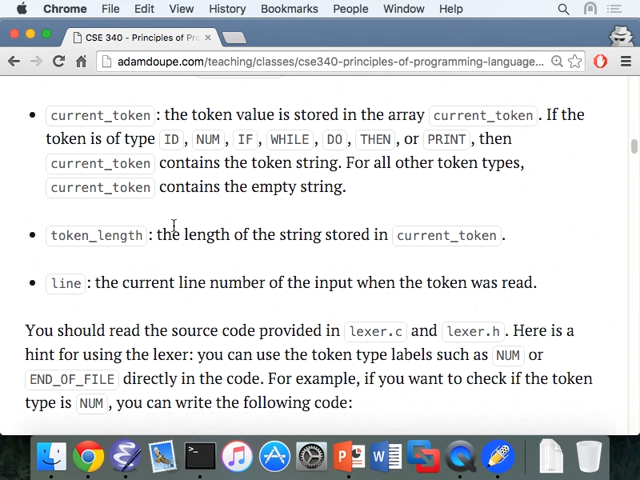 Chrome File Edit View History Bookmarks People Window Help
CSE 340 - Principles of Pro
adamdoupe.com/teaching/classes/cse340-principles-of-programming-language...
current_token : the token value is stored in the array current_token . If the
token is of type ID , NUM , IF , WHILE , DO , THEN , or PRINT , then
current_token contains the token string. For all other token types,
current_token contains the empty string.
token_length : the length of the string stored in current_token .
line : the current line number of the input when the token was read.
You should read the source code provided in lexer.c and lexer.h . Here is a
hint for using the lexer: you can use the token type labels such as NUM or
END_OF_FILE directly in the code. For example, if you want to check if the token
type is NUM , you can write the following code: